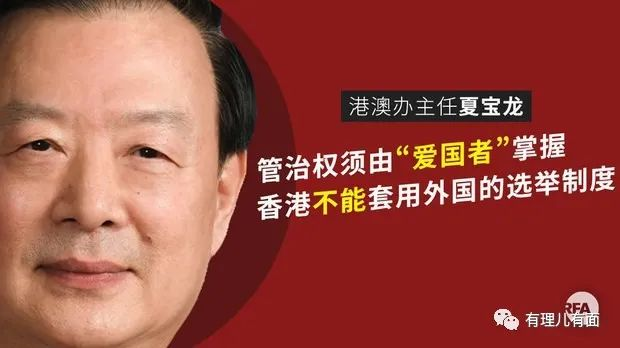 港澳办主任夏宝龙
管治权须由“爱国者”掌握
香港不能套用外国的选举制度
RFA
有理儿有面